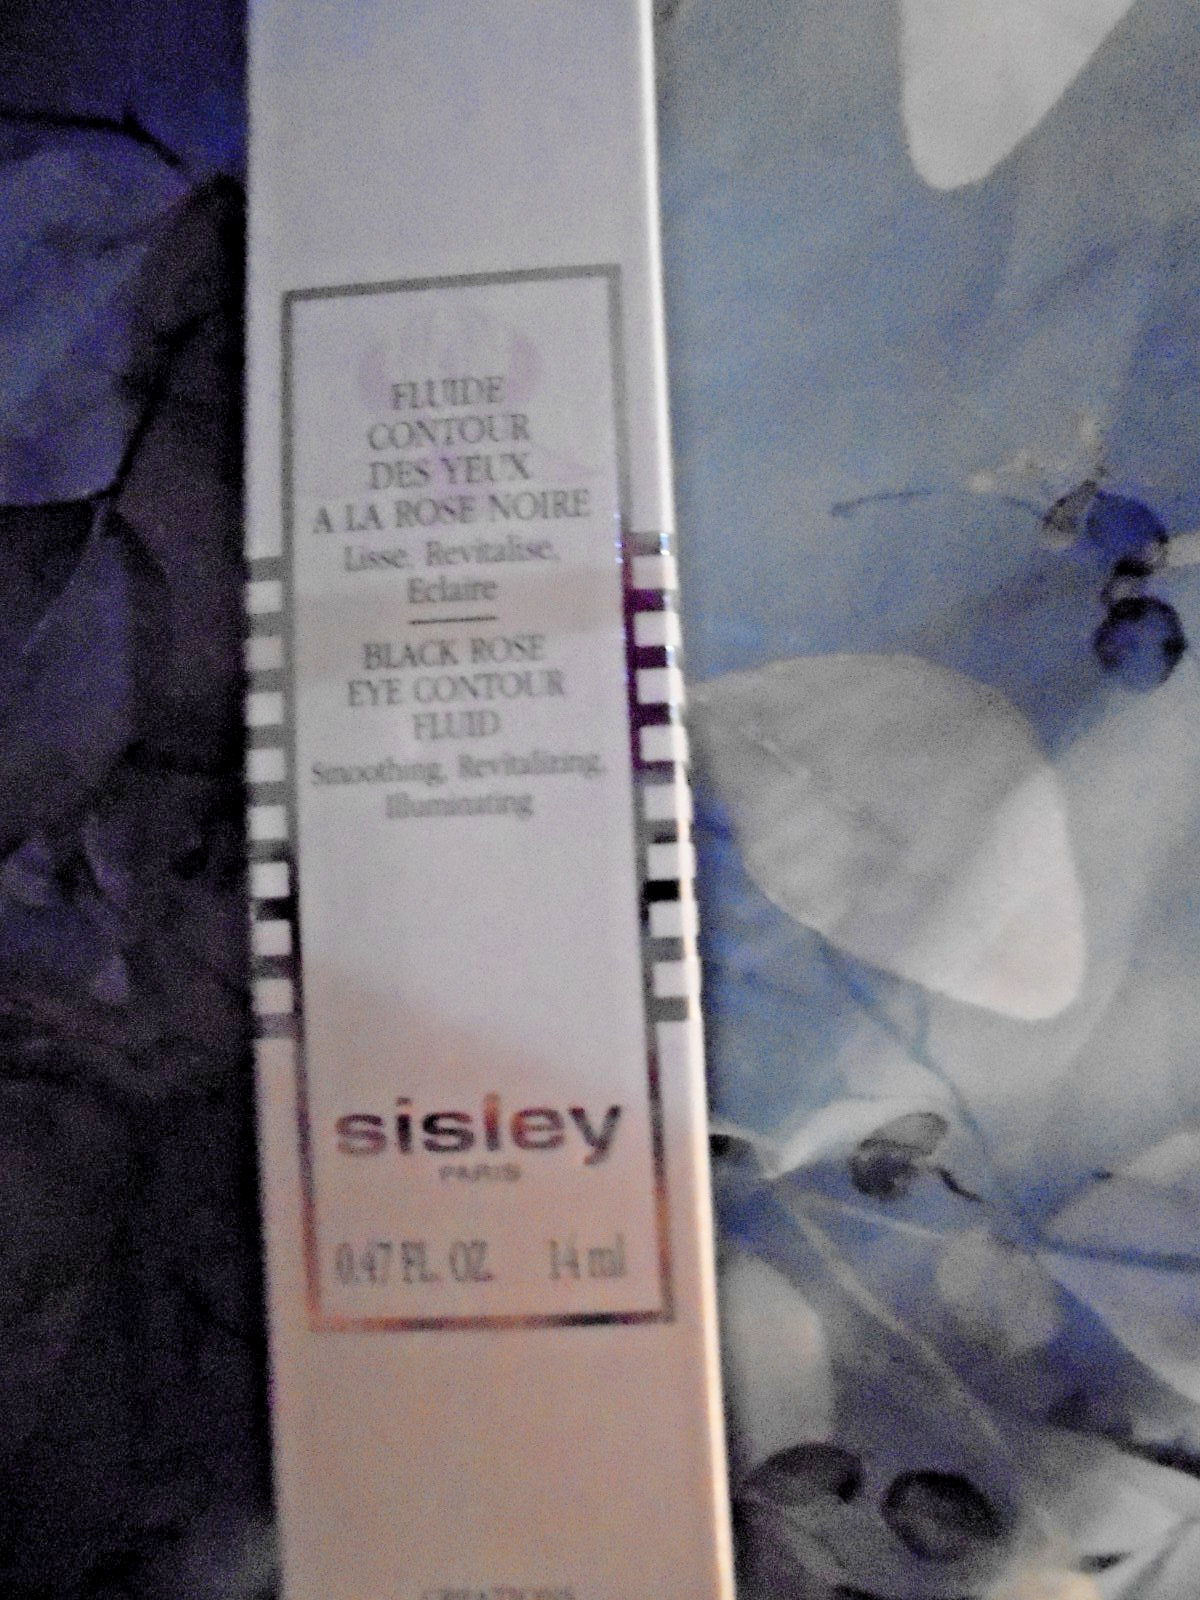 FLUIDE
CONTOUR
DES YEUX
A LA ROSE NOIRE
Lisse, Revitalise,
Eclaire
BLACK ROSE
EYE CONTOUR
FLUID
Smoothing, Revitalizing,
Illuminating
sisley
PARIS
0.47 FL. OZ. 14 ml